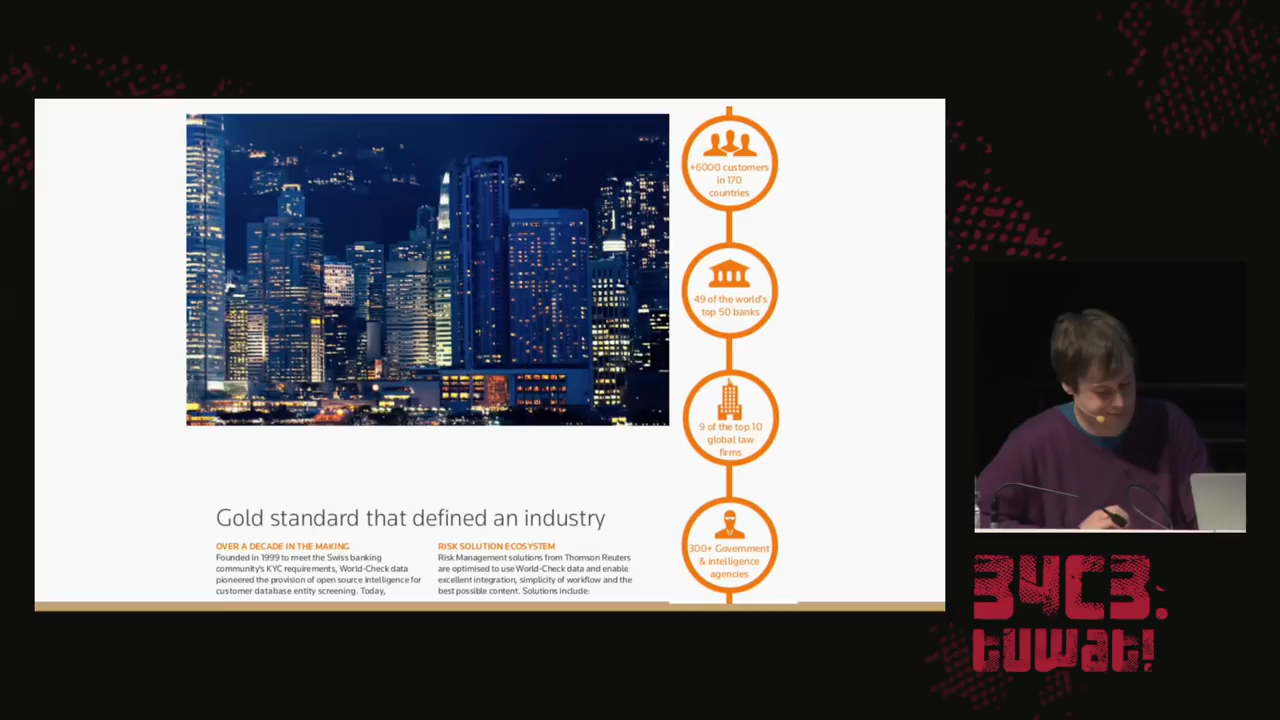 +6000 customers
in 170
countries
49 of the world's
top 50 banks
9 of the top 10
global law
firms
300+ Government
& intelligence
agencies
Gold standard that defined an industry
OVER A DECADE IN THE MAKING
Founded in 1999 to meet the Swiss banking
community's KYC requirements, World-Check data
pioneered the provision of open source intelligence for
customer database entity screening. Today,
RISK SOLUTION ECOSYSTEM
Risk Management solutions from Thomson Reuters
are optimised to use World-Check data and enable
excellent integration, simplicity of workflow and the
best possible content. Solutions include:
34C3.
tuwat!